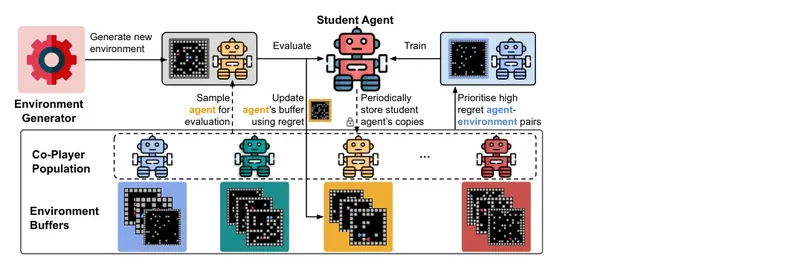 Student Agent
Generate new
environment
Evaluate
Train
Environment
Generator
Sample
agent for
evaluation
Update
agent's buffer
using regret
Periodically
store student
agent's copies
Prioritise high
regret agent-
environment pairs
Co-Player
Population
...
Environment
Buffers